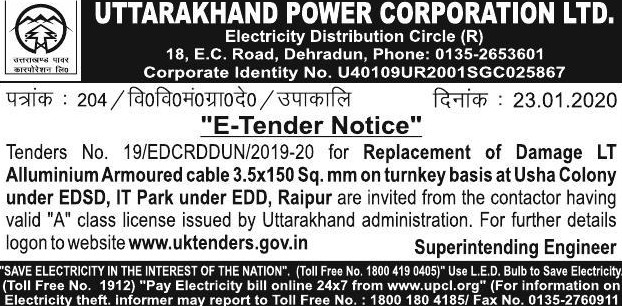 UTTARAKHAND POWER CORPORATION LTD.
Electricity Distribution Circle (R)
18, E.C. Road, Dehradun, Phone: 0135-2653601
Corporate Identity No. U40109UR2001SGC025867
उत्तराखण्ड पावर
कारपोरेशन लि०
पत्रांक : 204/वि0वि0मं0ग्रा0दे0/उपाकालि दिनांक : 23.01.2020
"E-Tender Notice"
Tenders No. 19/EDCRDDUN/2019-20 for Replacement of Damage LT
Alluminium Armoured cable 3.5x150 Sq. mm on turnkey basis at Usha Colony
under EDSD, IT Park under EDD, Raipur are invited from the contactor having
valid "A" class license issued by Uttarakhand administration. For further details
logon to website www.uktenders.gov.in Superintending Engineer
"SAVE ELECTRICITY IN THE INTEREST OF THE NATION". (Toll Free No. 1800 419 0405)" Use L.E.D. Bulb to Save Electricity.
(Toll Free No. 1912) "Pay Electricity bill online 24x7 from www.upcl.org" (For information on
Electricity theft. informer may report to Toll Free No. : 1800 180 4185/ Fax No. 0135-2760911